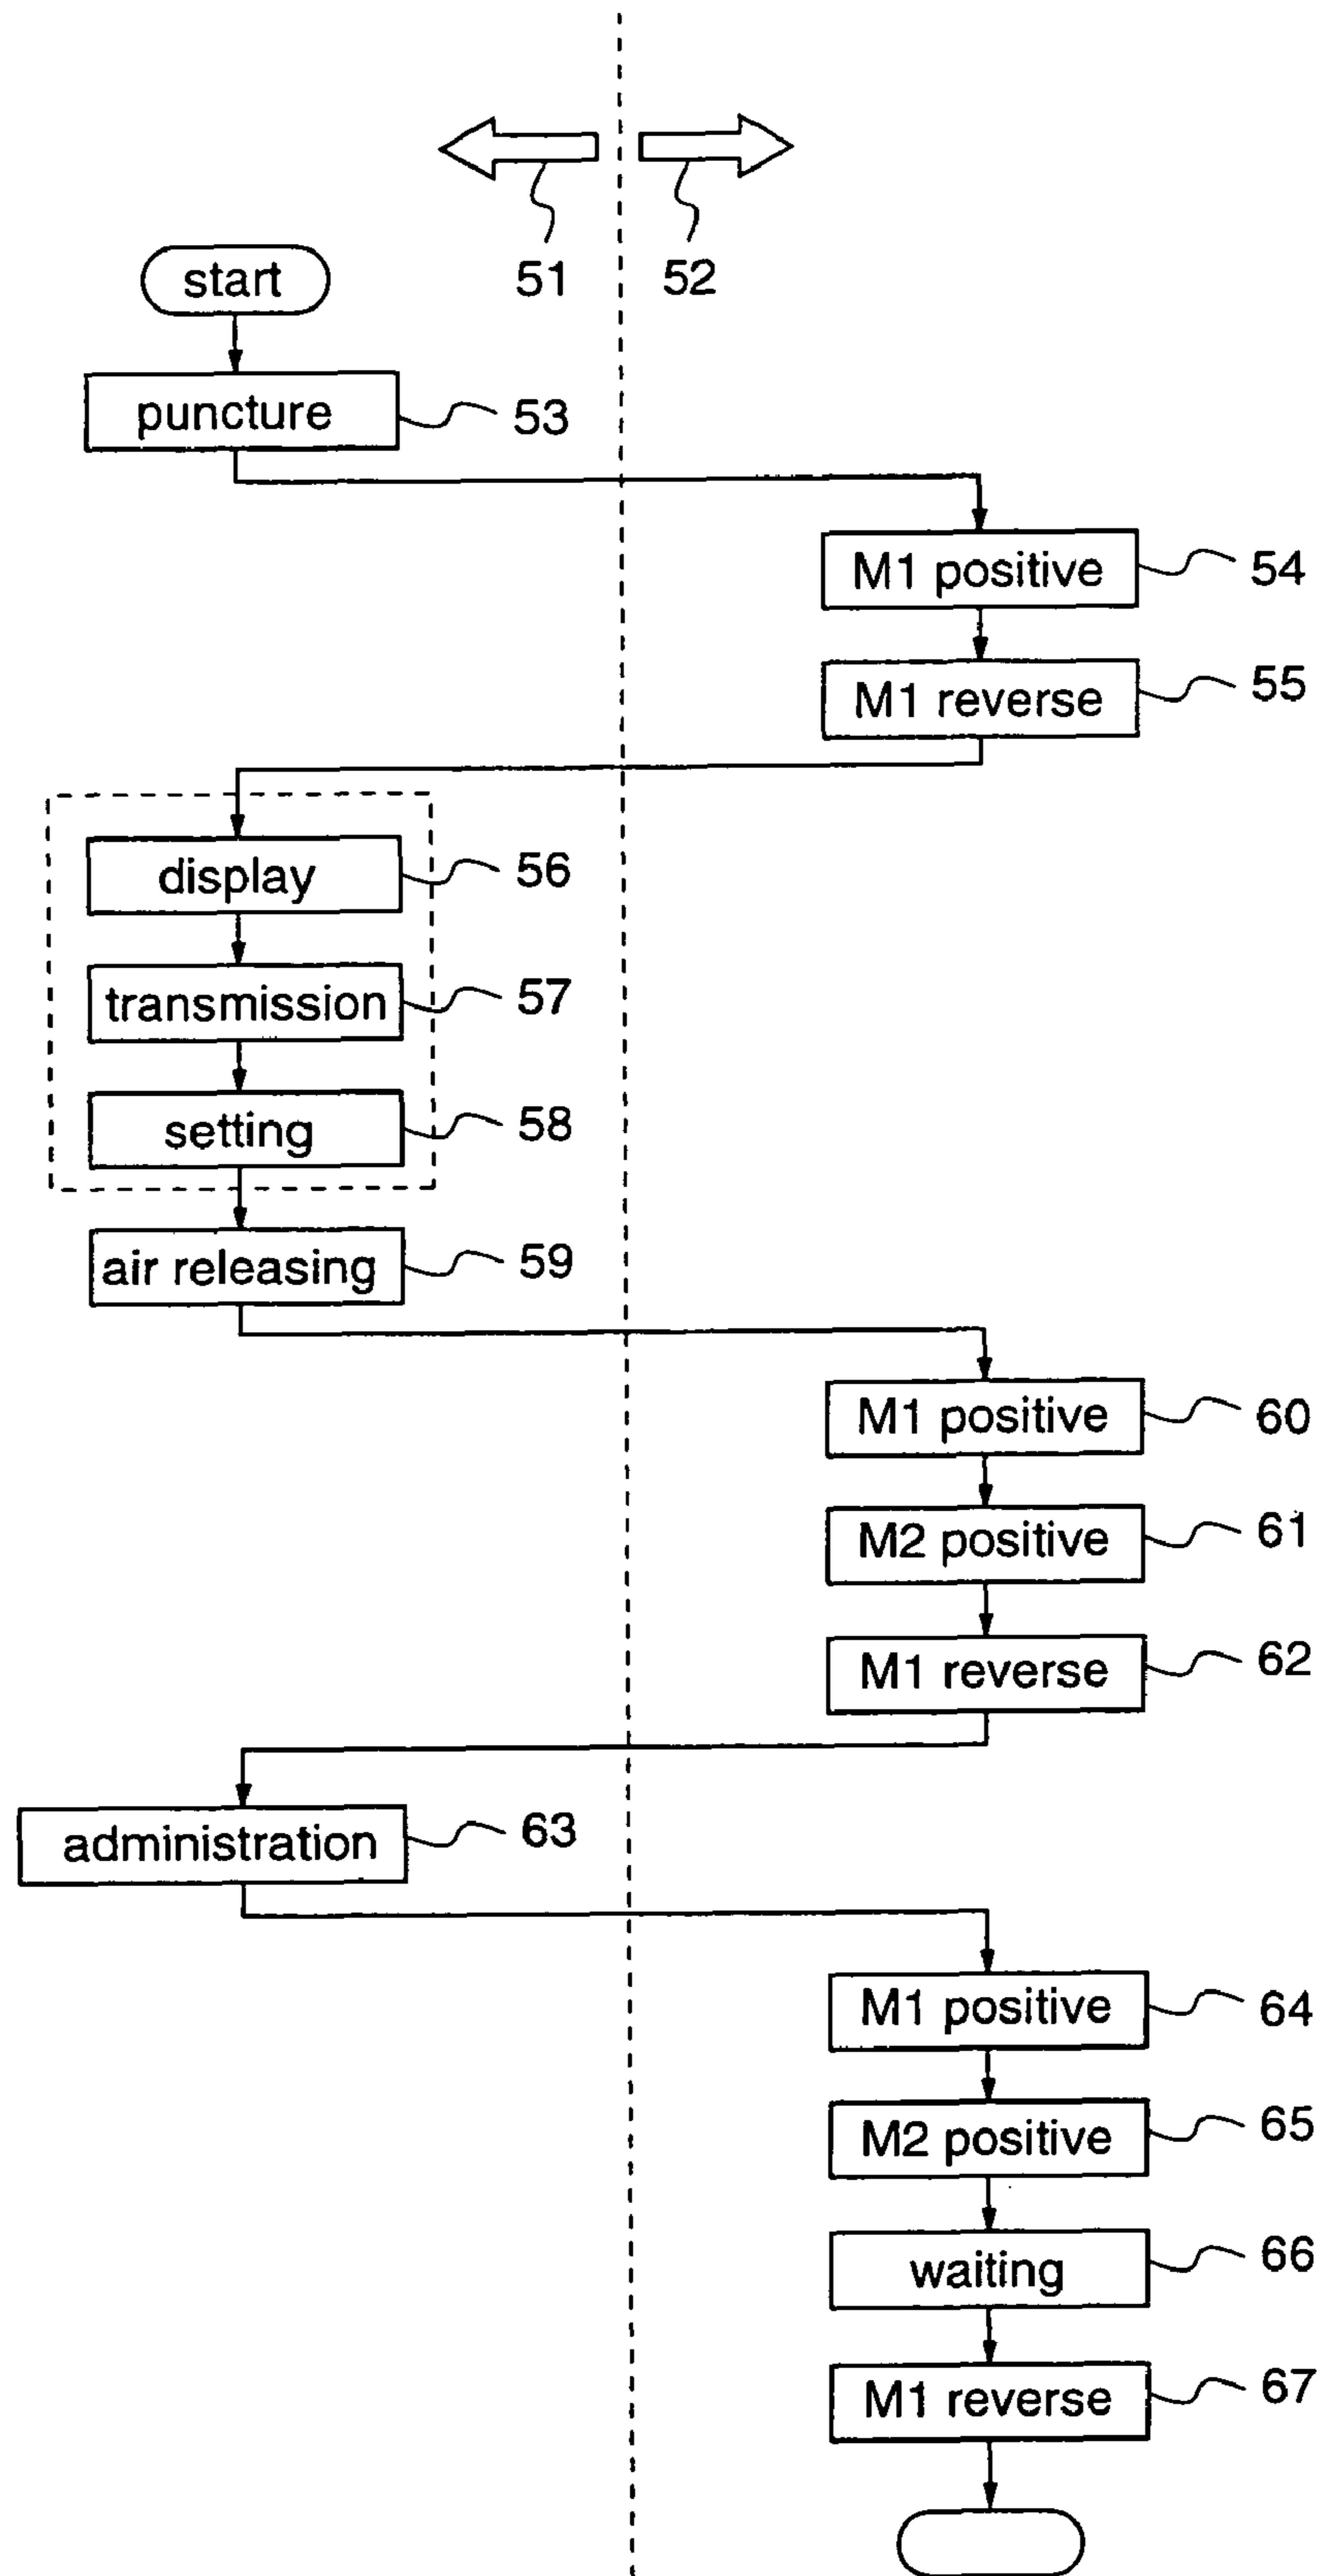 51 52
start
puncture 53
M1 positive 54
M1 reverse 55
display 56
transmission 57
setting 58
air releasing 59
M1 positive 60
M2 positive 61
M1 reverse 62
administration 63
M1 positive 64
M2 positive 65
waiting 66
M1 reverse 67